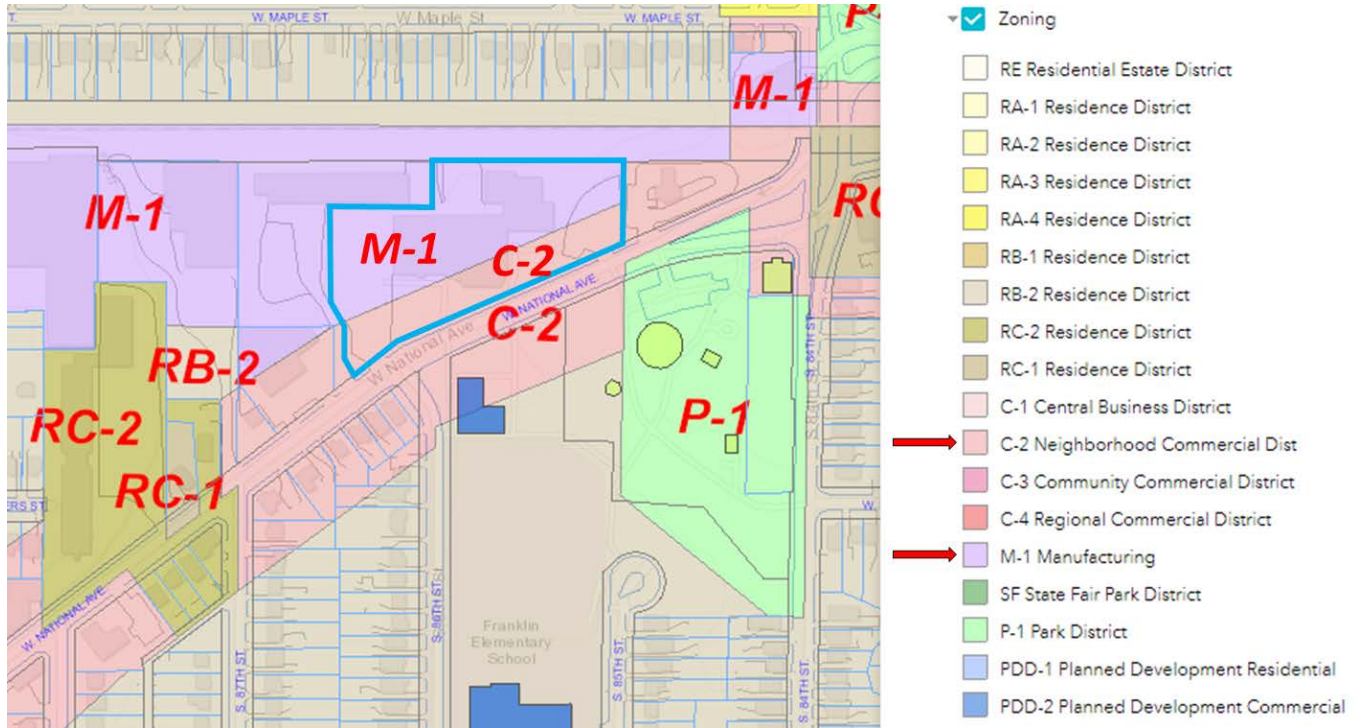 W. MAPLE ST.
W Maple St
W. MAPLE ST.
M-1
M-1
M-1
C-2
W. NATIONAL AVE.
C-2
W National Ave
RB-2
RC-2
RC-1
P-1
S. 84TH ST.
W. NATIONAL AVE.
S. 87TH ST.
S. 86TH ST.
S. 85TH ST.
S. 84TH ST.
W.
Franklin
Elementary
School
Zoning
RE Residential Estate District
RA-1 Residence District
RA-2 Residence District
RA-3 Residence District
RA-4 Residence District
RB-1 Residence District
RB-2 Residence District
RC-2 Residence District
RC-1 Residence District
C-1 Central Business District
C-2 Neighborhood Commercial Dist
C-3 Community Commercial District
C-4 Regional Commercial District
M-1 Manufacturing
SF State Fair Park District
P-1 Park District
PDD-1 Planned Development Residential
PDD-2 Planned Development Commercial